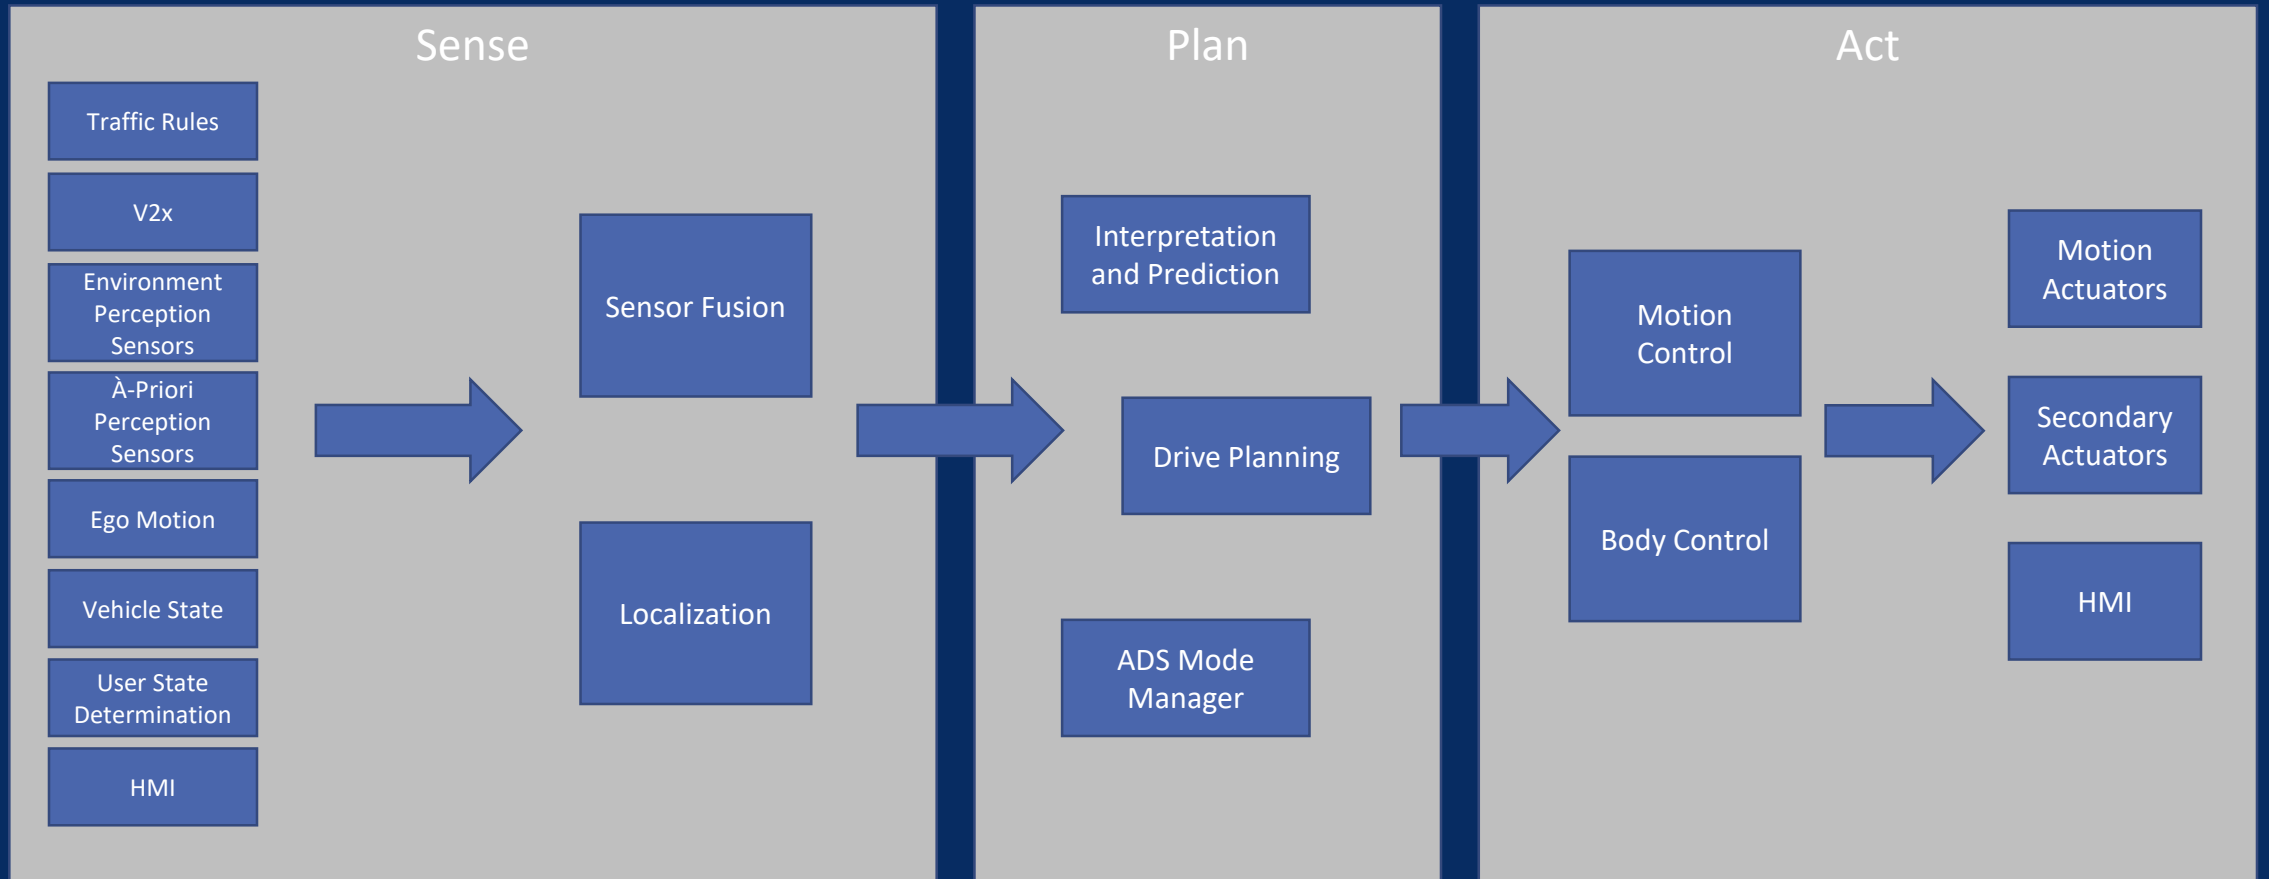 Sense
Traffic Rules
V2x
Environment
Perception
Sensors
À-Priori
Perception
Sensors
Ego Motion
Vehicle State
User State
Determination
HMI
Sensor Fusion
Localization
Plan
Interpretation
and Prediction
Drive Planning
ADS Mode
Manager
Act
Motion
Control
Body Control
Motion
Actuators
Secondary
Actuators
HMI